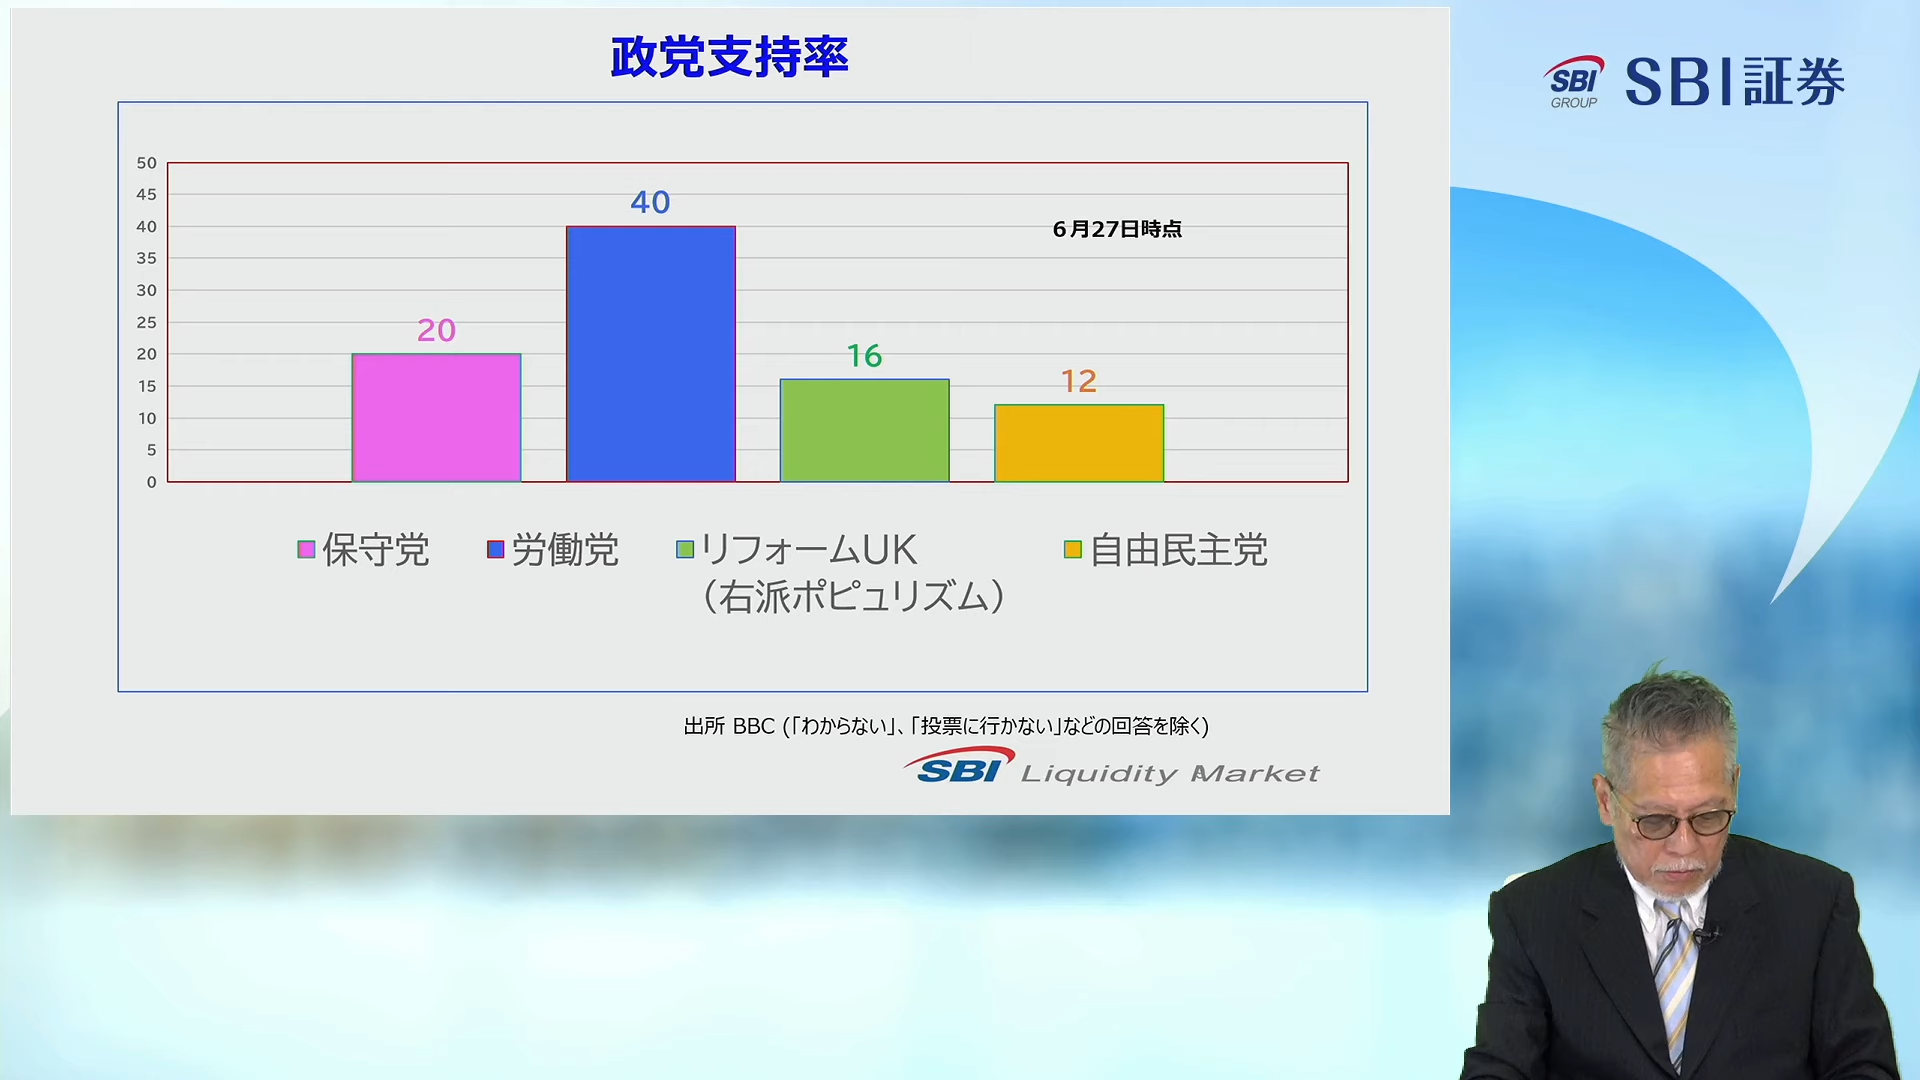 政党支持率
SBI
GROUP
SBI証券
50
45
40
35
30
25
20
15
10
5
0
20
40
16
12
６月27日時点
保守党
労働党
リフォームUK
（右派ポピュリズム）
自由民主党
出所 BBC (「わからない」、「投票に行かない」などの回答を除く)
SBI Liquidity Market